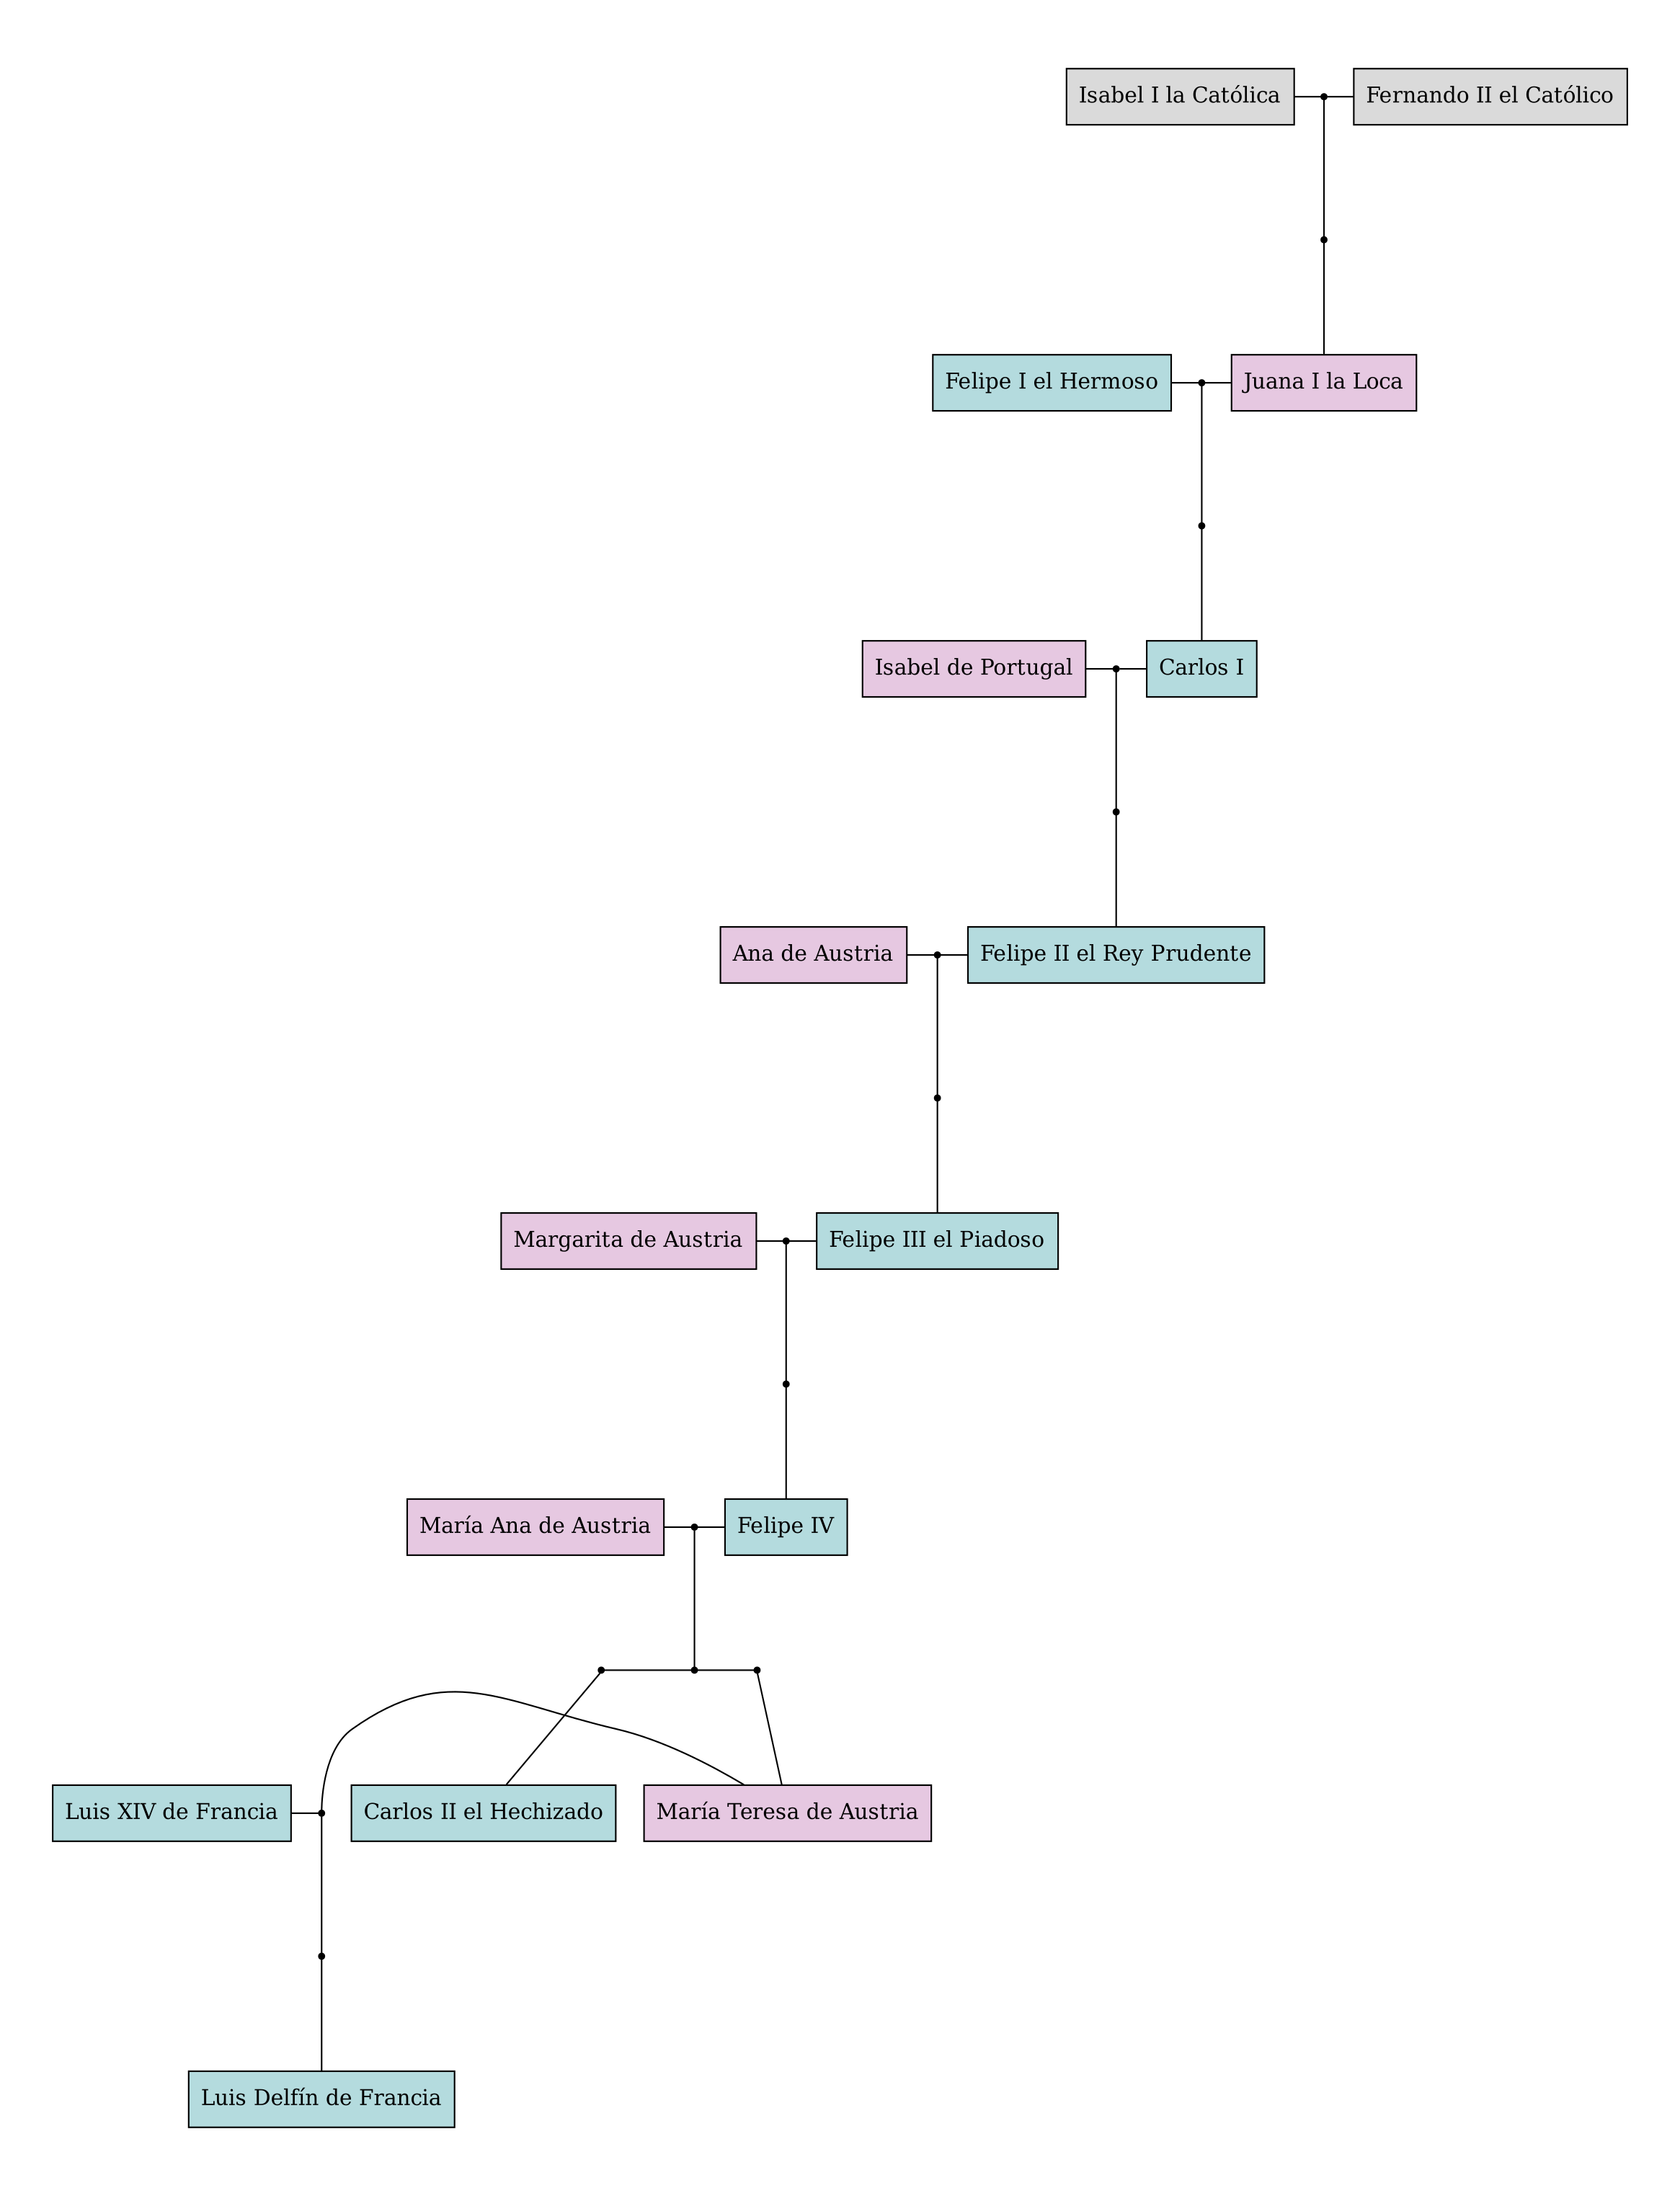 Isabel I la Católica
Fernando II el Católico
Felipe I el Hermoso
Juana I la Loca
Isabel de Portugal
Carlos I
Ana de Austria
Felipe II el Rey Prudente
Margarita de Austria
Felipe III el Piadoso
María Ana de Austria
Felipe IV
Luis XIV de Francia
Carlos II el Hechizado
María Teresa de Austria
Luis Delfín de Francia